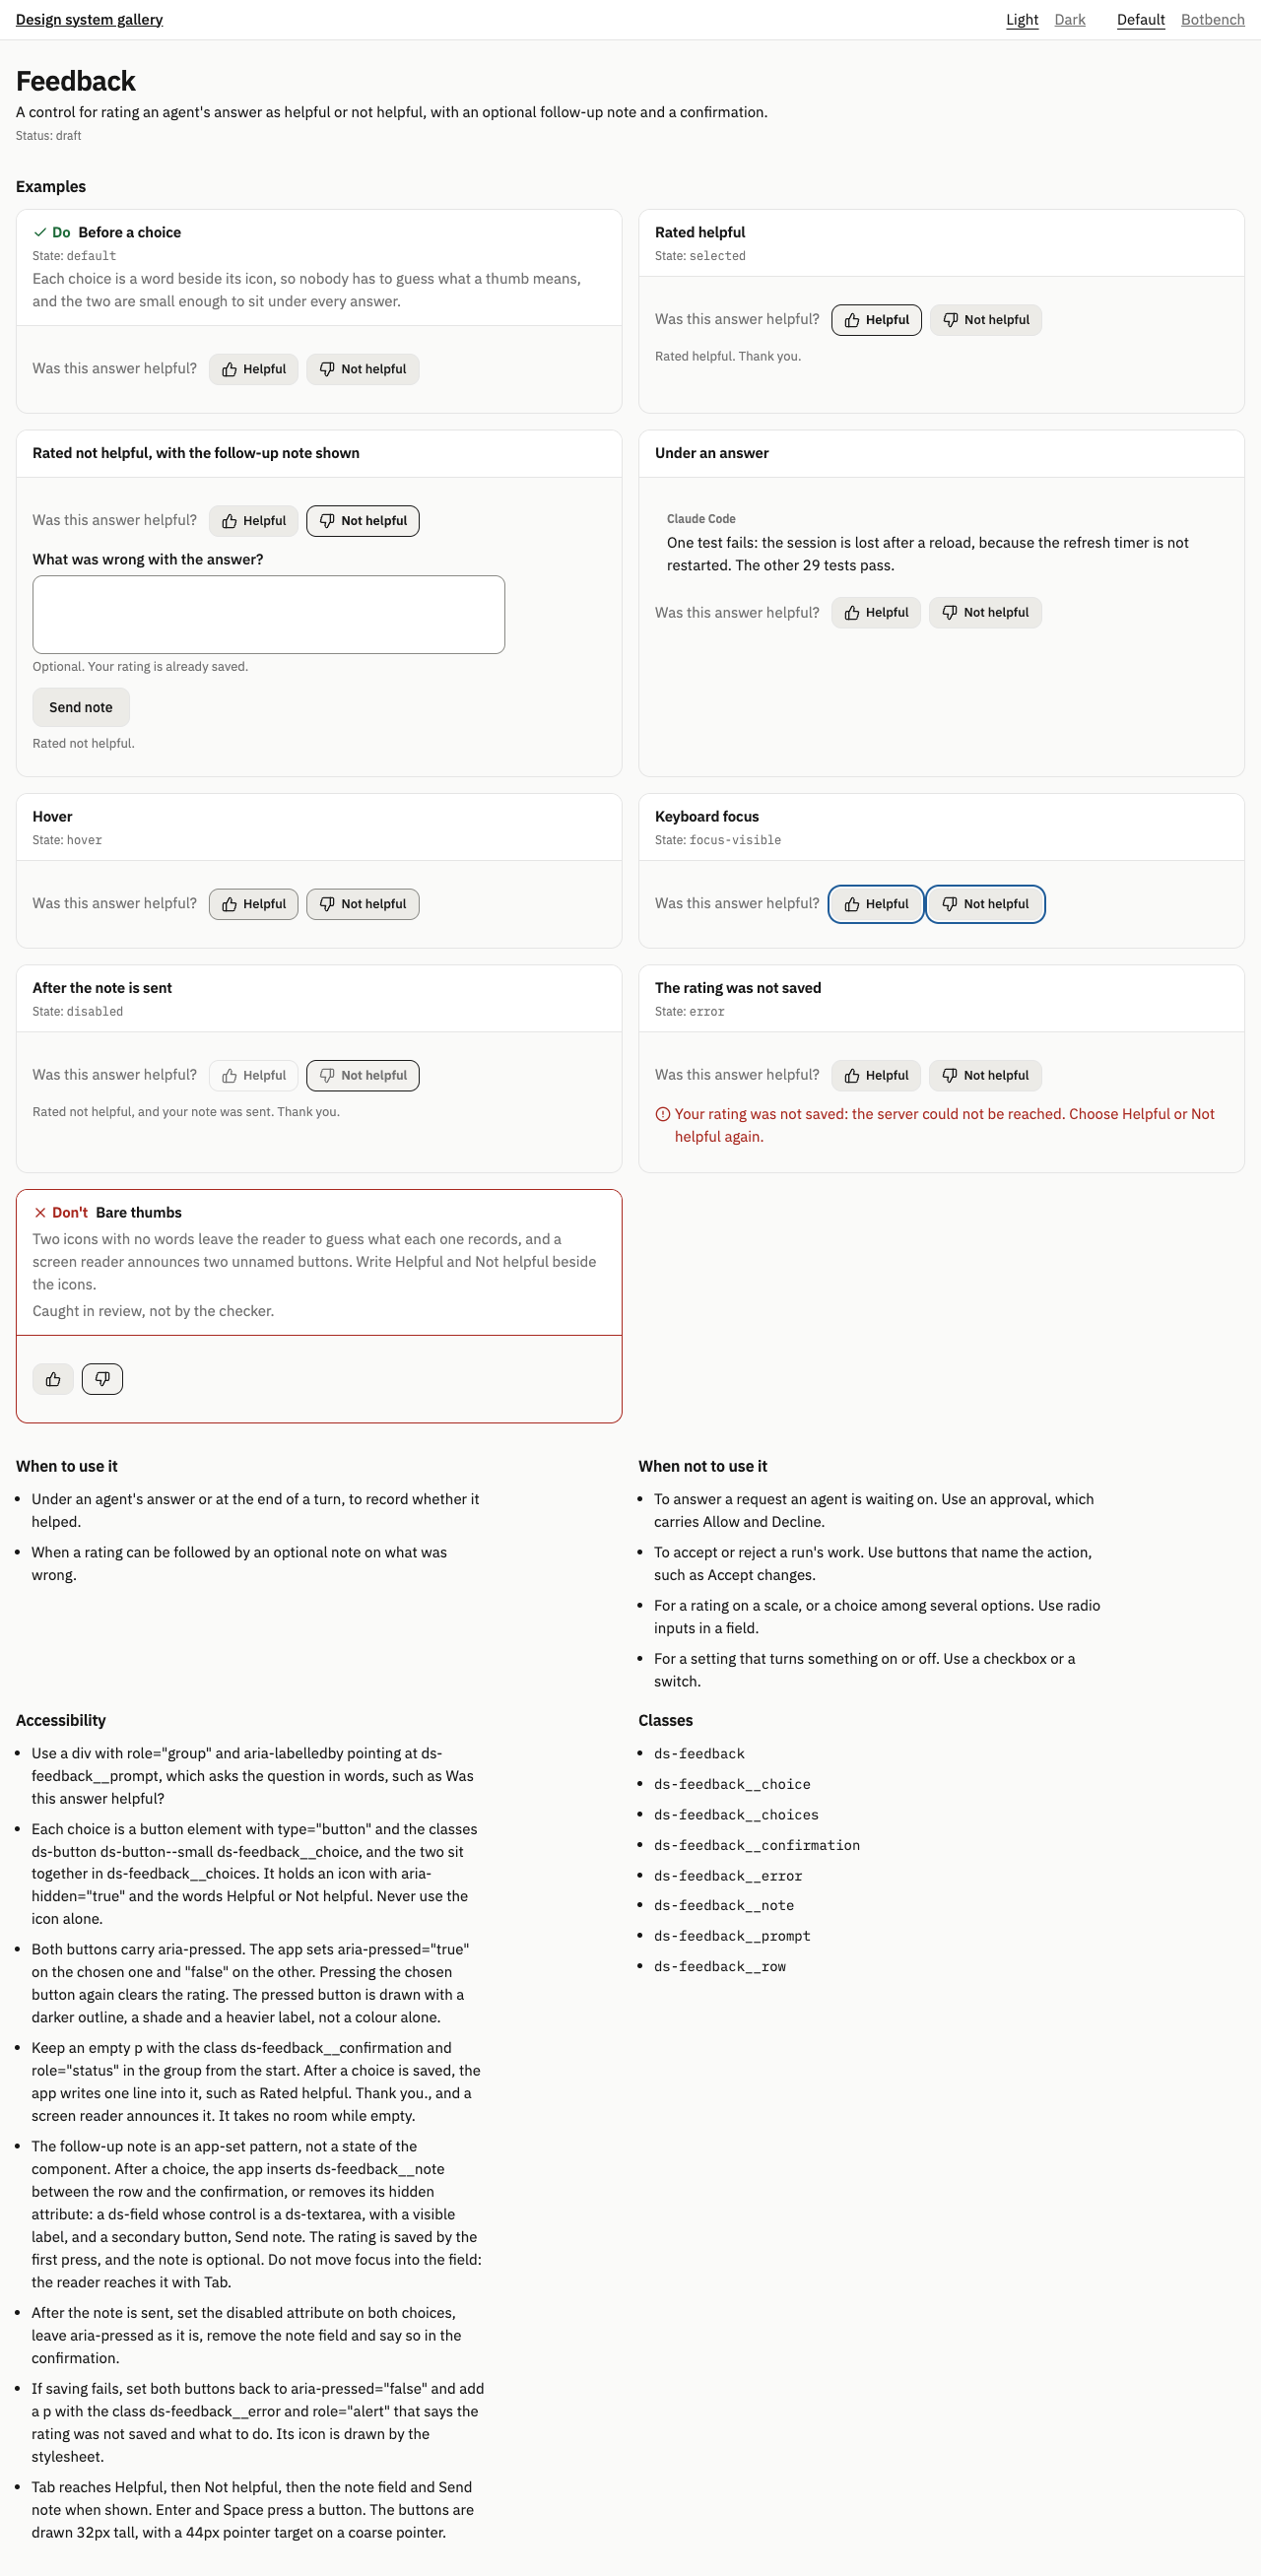 Design system gallery
Light Dark Default Botbench
Feedback
A control for rating an agent's answer as helpful or not helpful, with an optional follow-up note and a confirmation.
Status: draft
Examples
Do Before a choice
State: default
Each choice is a word beside its icon, so nobody has to guess what a thumb means,
and the two are small enough to sit under every answer.
Was this answer helpful? Helpful Not helpful
Rated helpful
State: selected
Was this answer helpful? Helpful Not helpful
Rated helpful. Thank you.
Rated not helpful, with the follow-up note shown
Was this answer helpful? Helpful Not helpful
What was wrong with the answer?
Optional. Your rating is already saved.
Send note
Rated not helpful.
Under an answer
Claude Code
One test fails: the session is lost after a reload, because the refresh timer is not
restarted. The other 29 tests pass.
Was this answer helpful? Helpful Not helpful
Hover
State: hover
Was this answer helpful? Helpful Not helpful
Keyboard focus
State: focus-visible
Was this answer helpful? Helpful Not helpful
After the note is sent
State: disabled
Was this answer helpful? Helpful Not helpful
Rated not helpful, and your note was sent. Thank you.
The rating was not saved
State: error
Was this answer helpful? Helpful Not helpful
Your rating was not saved: the server could not be reached. Choose Helpful or Not
helpful again.
Don't Bare thumbs
Two icons with no words leave the reader to guess what each one records, and a
screen reader announces two unnamed buttons. Write Helpful and Not helpful beside
the icons.
Caught in review, not by the checker.
When to use it
• Under an agent's answer or at the end of a turn, to record whether it
helped.
• When a rating can be followed by an optional note on what was
wrong.
When not to use it
• To answer a request an agent is waiting on. Use an approval, which
carries Allow and Decline.
• To accept or reject a run's work. Use buttons that name the action,
such as Accept changes.
• For a rating on a scale, or a choice among several options. Use radio
inputs in a field.
• For a setting that turns something on or off. Use a checkbox or a
switch.
Accessibility
• Use a div with role="group" and aria-labelledby pointing at ds-
feedback__prompt, which asks the question in words, such as Was
this answer helpful?
• Each choice is a button element with type="button" and the classes
ds-button ds-button--small ds-feedback__choice, and the two sit
together in ds-feedback__choices. It holds an icon with aria-
hidden="true" and the words Helpful or Not helpful. Never use the
icon alone.
• Both buttons carry aria-pressed. The app sets aria-pressed="true"
on the chosen one and "false" on the other. Pressing the chosen
button again clears the rating. The pressed button is drawn with a
darker outline, a shade and a heavier label, not a colour alone.
• Keep an empty p with the class ds-feedback__confirmation and
role="status" in the group from the start. After a choice is saved, the
app writes one line into it, such as Rated helpful. Thank you., and a
screen reader announces it. It takes no room while empty.
• The follow-up note is an app-set pattern, not a state of the
component. After a choice, the app inserts ds-feedback__note
between the row and the confirmation, or removes its hidden
attribute: a ds-field whose control is a ds-textarea, with a visible
label, and a secondary button, Send note. The rating is saved by the
first press, and the note is optional. Do not move focus into the field:
the reader reaches it with Tab.
• After the note is sent, set the disabled attribute on both choices,
leave aria-pressed as it is, remove the note field and say so in the
confirmation.
• If saving fails, set both buttons back to aria-pressed="false" and add
a p with the class ds-feedback__error and role="alert" that says the
rating was not saved and what to do. Its icon is drawn by the
stylesheet.
• Tab reaches Helpful, then Not helpful, then the note field and Send
note when shown. Enter and Space press a button. The buttons are
drawn 32px tall, with a 44px pointer target on a coarse pointer.
Classes
• ds-feedback
• ds-feedback__choice
• ds-feedback__choices
• ds-feedback__confirmation
• ds-feedback__error
• ds-feedback__note
• ds-feedback__prompt
• ds-feedback__row